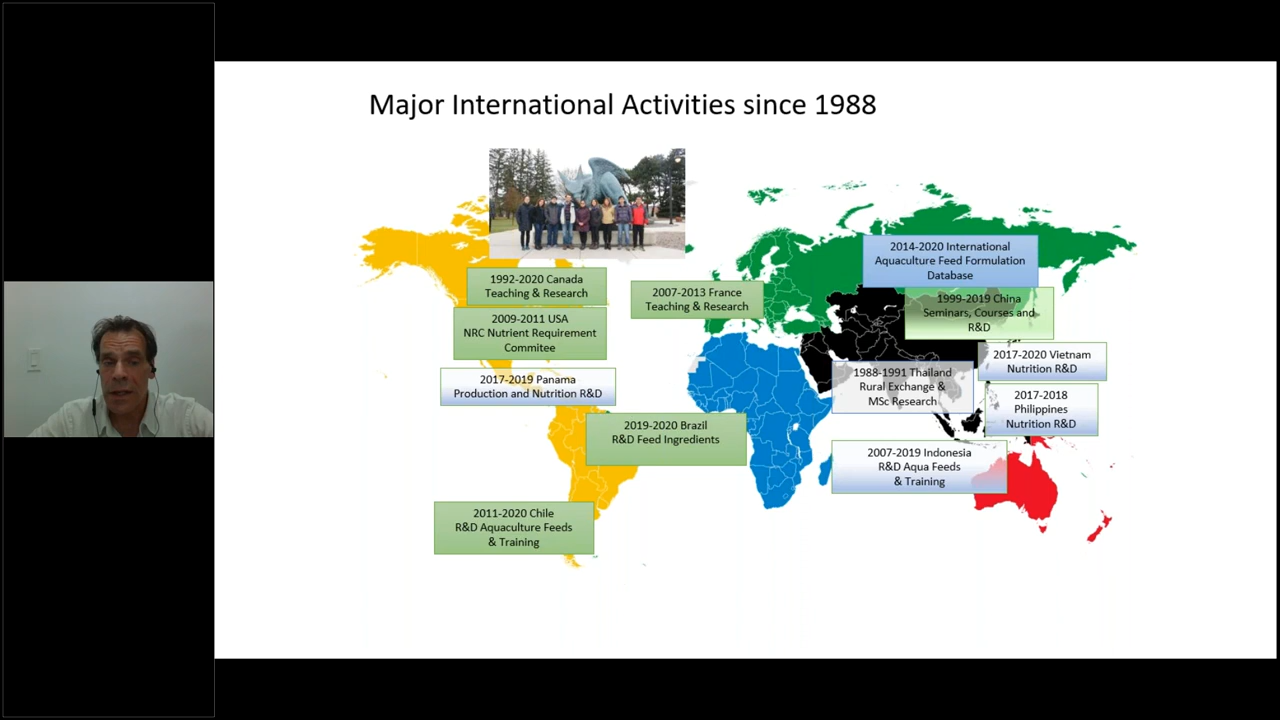 Major International Activities since 1988
1992-2020 Canada
Teaching & Research
2009-2011 USA
NRC Nutrient Requirement
Commitee
2017-2019 Panama
Production and Nutrition R&D
2019-2020 Brazil
R&D Feed Ingredients
2011-2020 Chile
R&D Aquaculture Feeds
& Training
2007-2013 France
Teaching & Research
2014-2020 International
Aquaculture Feed Formulation
Database
1999-2019 China
Seminars, Courses and
R&D
2017-2020 Vietnam
Nutrition R&D
1988-1991 Thailand
Rural Exchange &
MSc Research
2017-2018
Philippines
Nutrition R&D
2007-2019 Indonesia
R&D Aqua Feeds
& Training